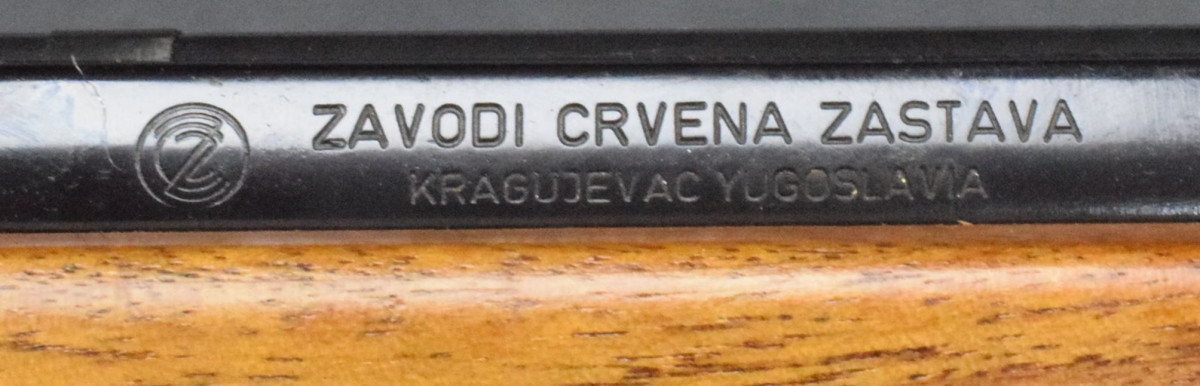 ZAVODI CRVENA ZASTAVA
KRAGUJEVAC YUGOSLAVIA